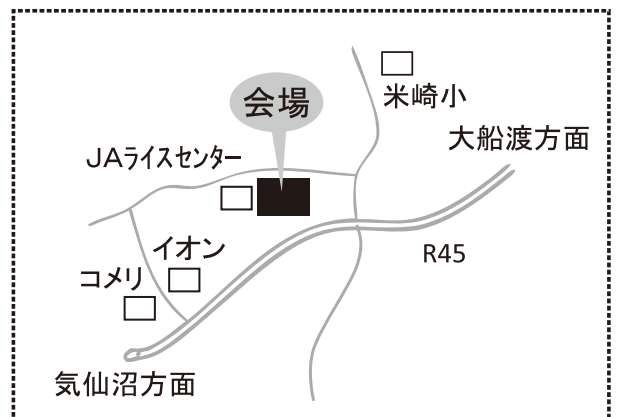 米崎小
会場
大船渡方面
JAライスセンター
イオン
R45
コメリ
気仙沼方面